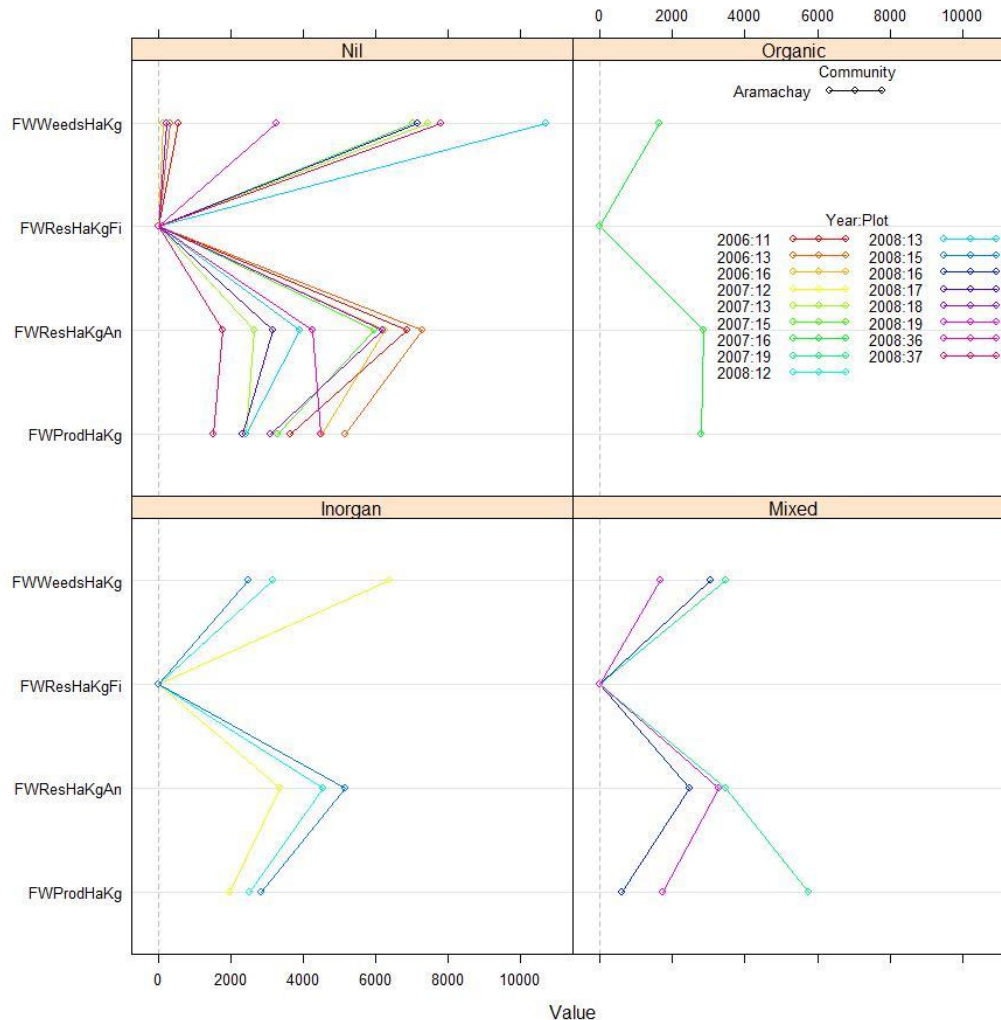 0 2000 4000 6000 8000 10000
Nil
Organic
Community
Aramachay
FWWeedsHaKg
FWResHaKgFi
FWResHaKgAn
FWProdHaKg
Year:Plot
2006:11 2008:13
2006:13 2008:15
2006:16 2008:16
2007:12 2008:17
2007:13 2008:18
2007:15 2008:19
2007:16 2008:36
2007:19 2008:37
2008:12
Inorgan
Mixed
FWWeedsHaKg
FWResHaKgFi
FWResHaKgAn
FWProdHaKg
0 2000 4000 6000 8000 10000
Value